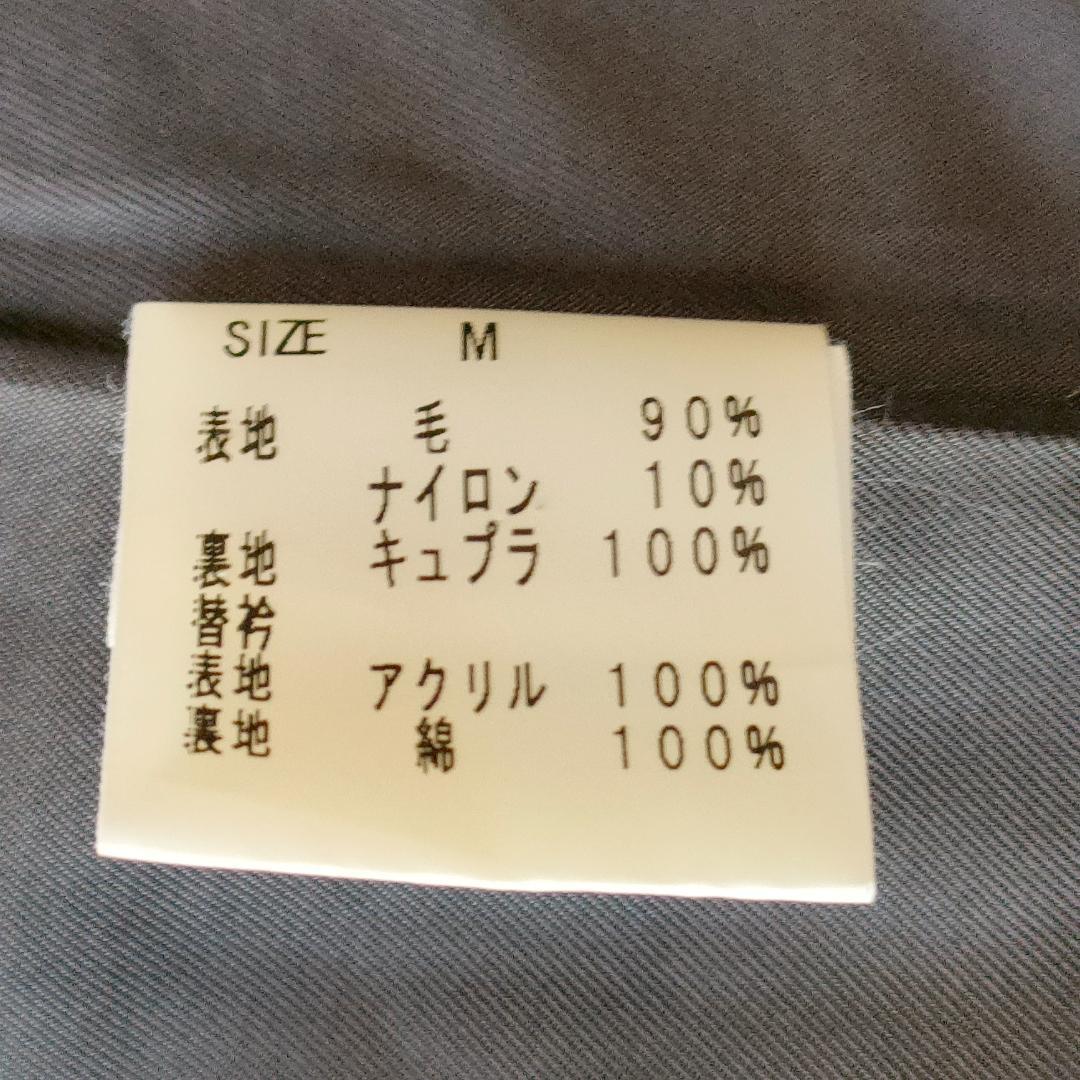 SIZE M
表地 毛 90%
ナイロン 10%
裏地 キュプラ 100%
替衿
表地 アクリル 100%
裏地 綿 100%